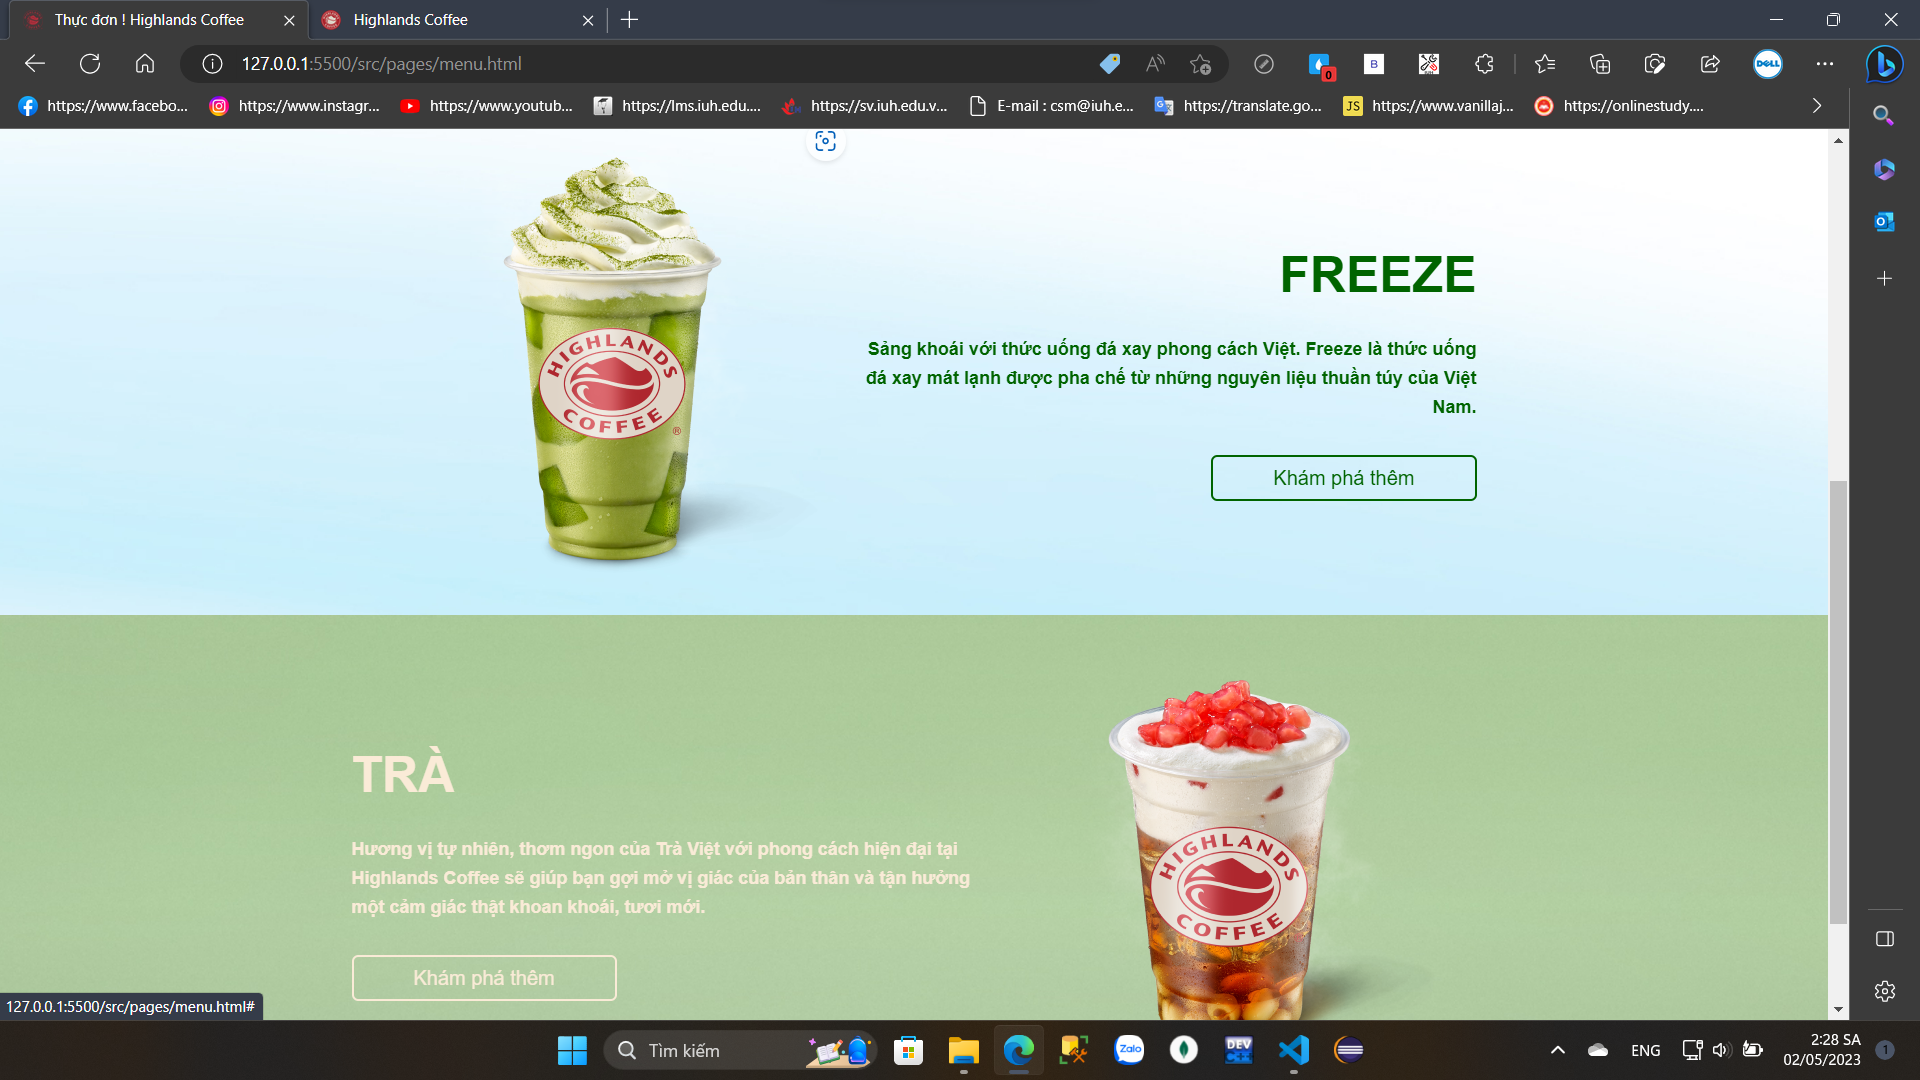 Thực đơn ! Highlands Coffee
Highlands Coffee
127.0.0.1:5500/src/pages/menu.html
0
B
DELL
https://www.facebo...
https://www.instagr...
https://www.youtub...
https://lms.iuh.edu....
https://sv.iuh.edu.v...
E-mail : csm@iuh.e...
https://translate.go...
JS
https://www.vanillaj...
https://onlinestudy....
HIGHLANDS
COFFEE
®
FREEZE
Sảng khoái với thức uống đá xay phong cách Việt. Freeze là thức uống
đá xay mát lạnh được pha chế từ những nguyên liệu thuần túy của Việt
Nam.
Khám phá thêm
TRÀ
Hương vị tự nhiên, thơm ngon của Trà Việt với phong cách hiện đại tại
Highlands Coffee sẽ giúp bạn gợi mở vị giác của bản thân và tận hưởng
một cảm giác thật khoan khoái, tươi mới.
Khám phá thêm
HIGHLANDS
COFFEE
127.0.0.1:5500/src/pages/menu.html#
Tìm kiếm
Zalo
DEV
C++
ENG
2:28 SA
02/05/2023
1